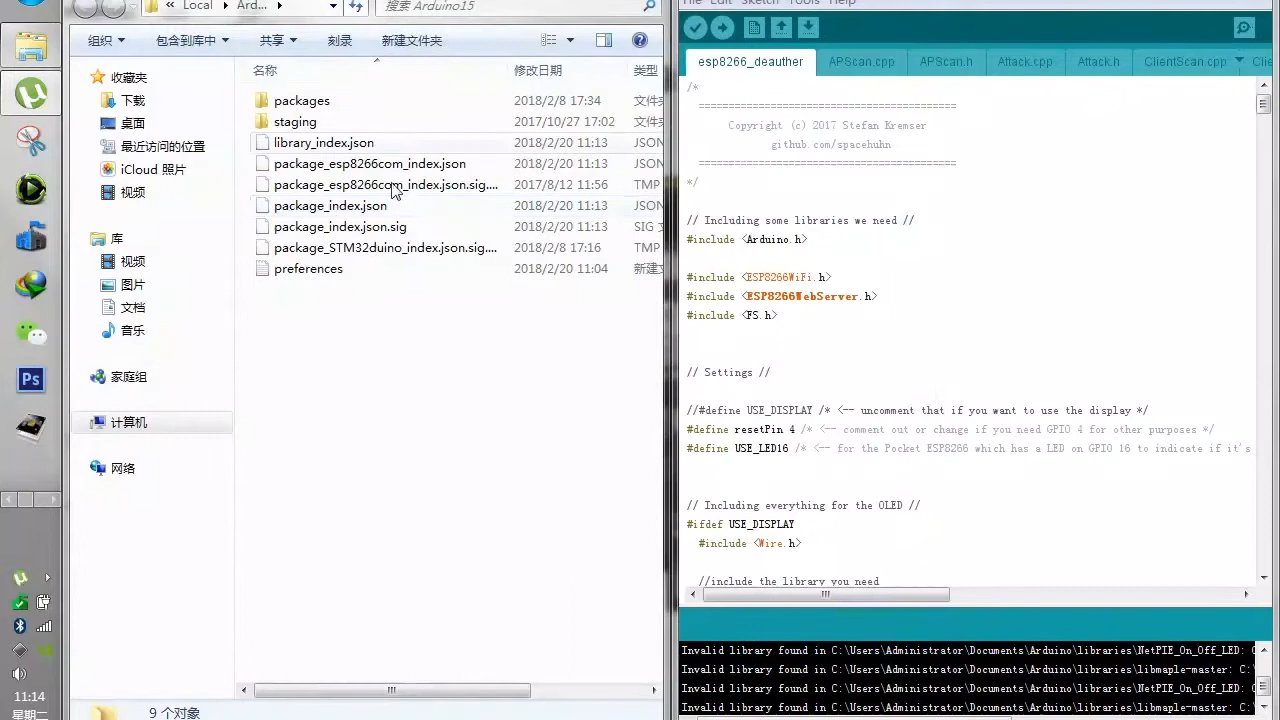 Local
Ard...
搜索 Arduino15
包含到库中
共享
刻录
新建文件夹
收藏夹
下载
桌面
最近访问的位置
视频
库
视频
图片
文档
音乐
家庭组
计算机
网络
名称
修改日期
类型
packages
2018/2/8 17:34
文件夹
staging
2017/10/27 17:02
文件夹
library_index.json
2018/2/20 11:13
JSON
package_esp8266com_index.json
2018/2/20 11:13
JSON
package_esp8266com_index.json.sig....
2017/8/12 11:56
TMP
package_index.json
2018/2/20 11:13
JSON
package_index.json.sig
2018/2/20 11:13
SIG
package_STM32duino_index.json.sig....
2018/2/8 17:16
TMP
preferences
2018/2/20 11:04
Ps
11:14
File Edit Sketch Tools Help
esp8266_deauther
APScan.cpp
APScan.h
Attack.cpp
Attack.h
ClientScan.cpp
Clie
/*
===========================================
Copyright (c) 2017 Stefan Kremser
github.com/spacehuhn
===========================================
*/
// Including some libraries we need //
#include <Arduino.h>
#include <ESP8266WiFi.h>
#include <ESP8266WebServer.h>
#include <FS.h>
// Settings //
//#define USE_DISPLAY /* <-- uncomment that if you want to use the display */
#define resetPin 4 /* <-- comment out or change if you need GPIO 4 for other purposes */
#define USE_LED16 /* <-- for the Pocket ESP8266 which has a LED on GPIO 16 to indicate if it's
// Including everything for the OLED //
#ifdef USE_DISPLAY
#include <Wire.h>
//include the library you need
Invalid library found in C:\Users\Administrator\Documents\Arduino\libraries\NetPIE_On_Off_LED:
Invalid library found in C:\Users\Administrator\Documents\Arduino\libraries\libmaple-master: C:\
Invalid library found in C:\Users\Administrator\Documents\Arduino\libraries\NetPIE_On_Off_LED:
Invalid library found in C:\Users\Administrator\Documents\Arduino\libraries\libmaple-master: C:\